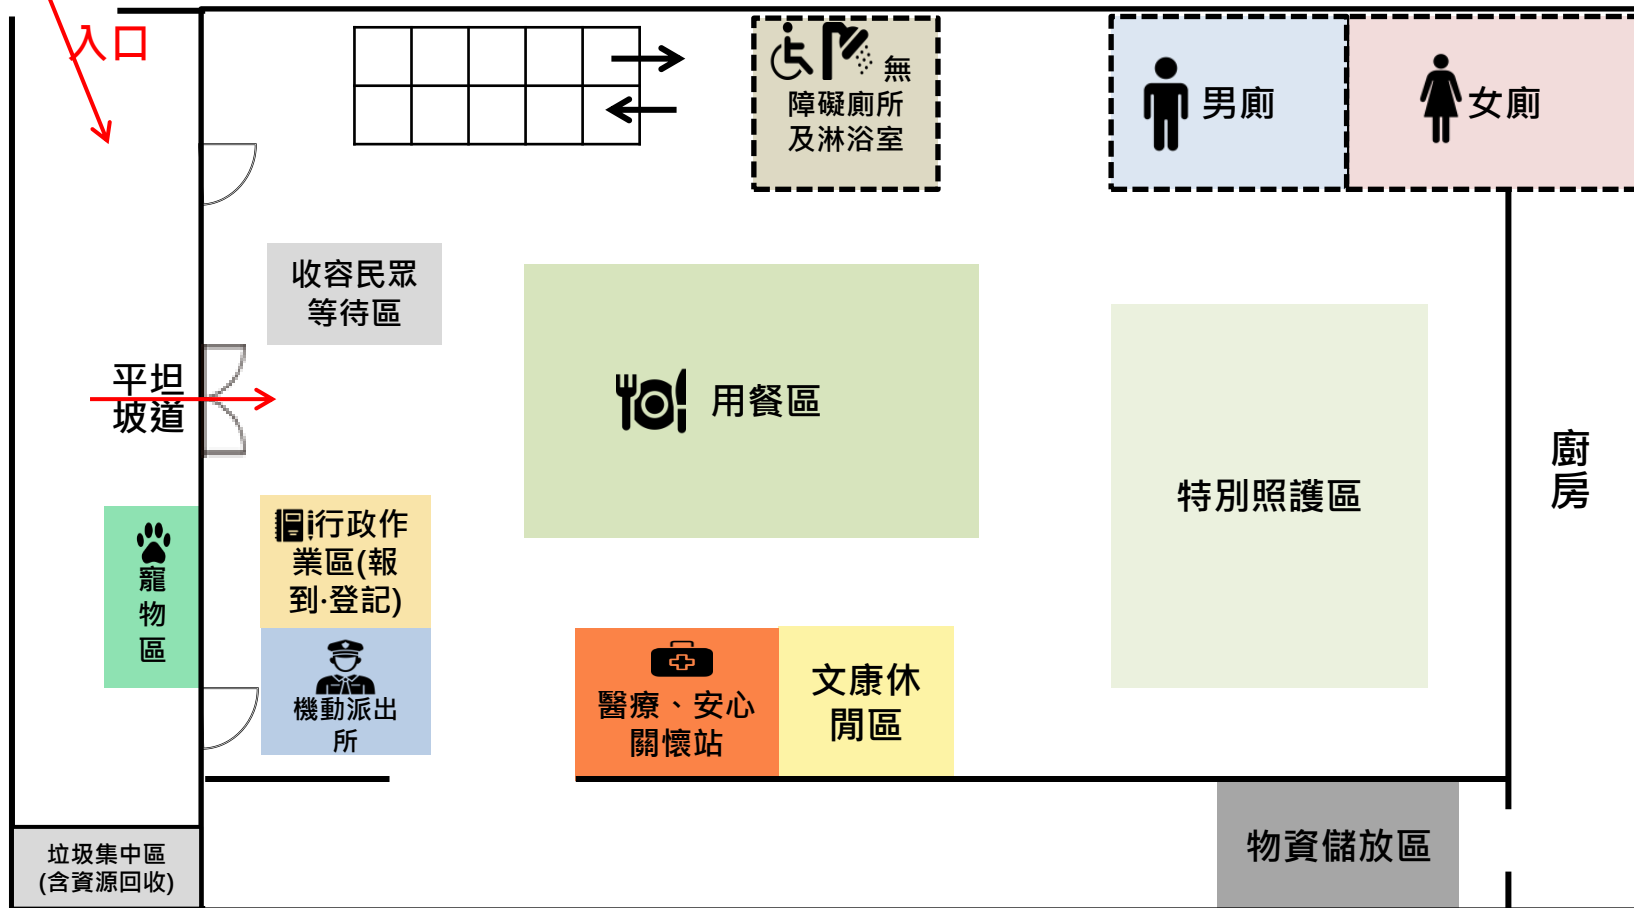 入口
無
障礙廁所
及淋浴室
男廁
女廁
收容民眾
等待區
平坦
坡道
用餐區
特別照護區
廚
房
寵
物
區
行政作
業區(報
到·登記)
機動派出
所
醫療、安心
關懷站
文康休
閒區
物資儲放區
垃圾集中區
(含資源回收)